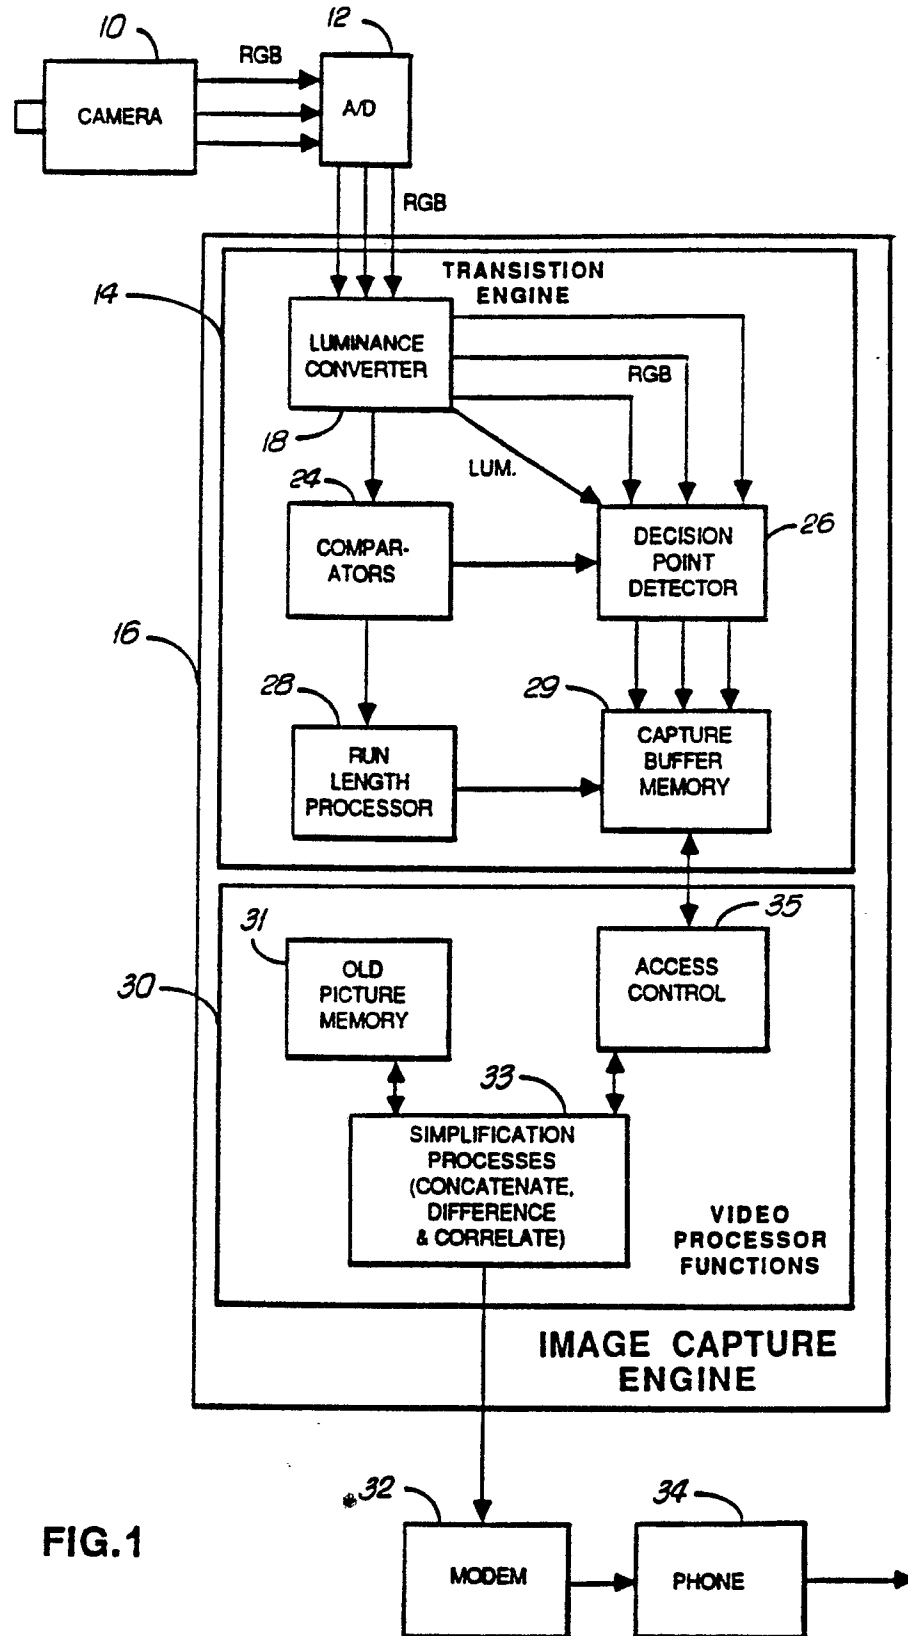 10
12
RGB
CAMERA
A/D
RGB
TRANSISTION
ENGINE
14
LUMINANCE
CONVERTER
RGB
18
LUM.
24
26
COMPAR-
ATORS
DECISION
POINT
DETECTOR
16
28
29
RUN
LENGTH
PROCESSOR
CAPTURE
BUFFER
MEMORY
31
35
OLD
PICTURE
MEMORY
ACCESS
CONTROL
30
33
SIMPLIFICATION
PROCESSES
(CONCATENATE,
DIFFERENCE
& CORRELATE)
VIDEO
PROCESSOR
FUNCTIONS
IMAGE CAPTURE
ENGINE
32
34
FIG.1
MODEM
PHONE